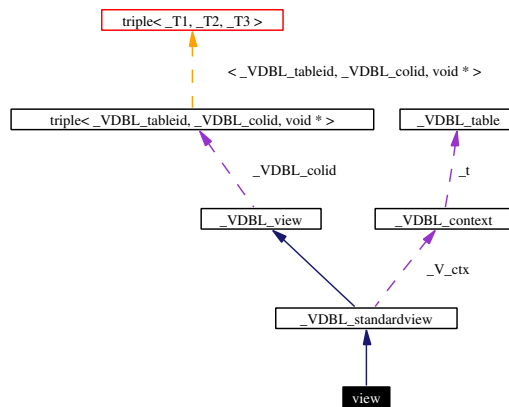 triple< _T1, _T2, _T3 >
< _VDBL_tableid, _VDBL_colid, void * >
triple< _VDBL_tableid, _VDBL_colid, void * >
_VDBL_table
_VDBL_colid
_t
_VDBL_view
_VDBL_context
_V_ctx
_VDBL_standardview
view